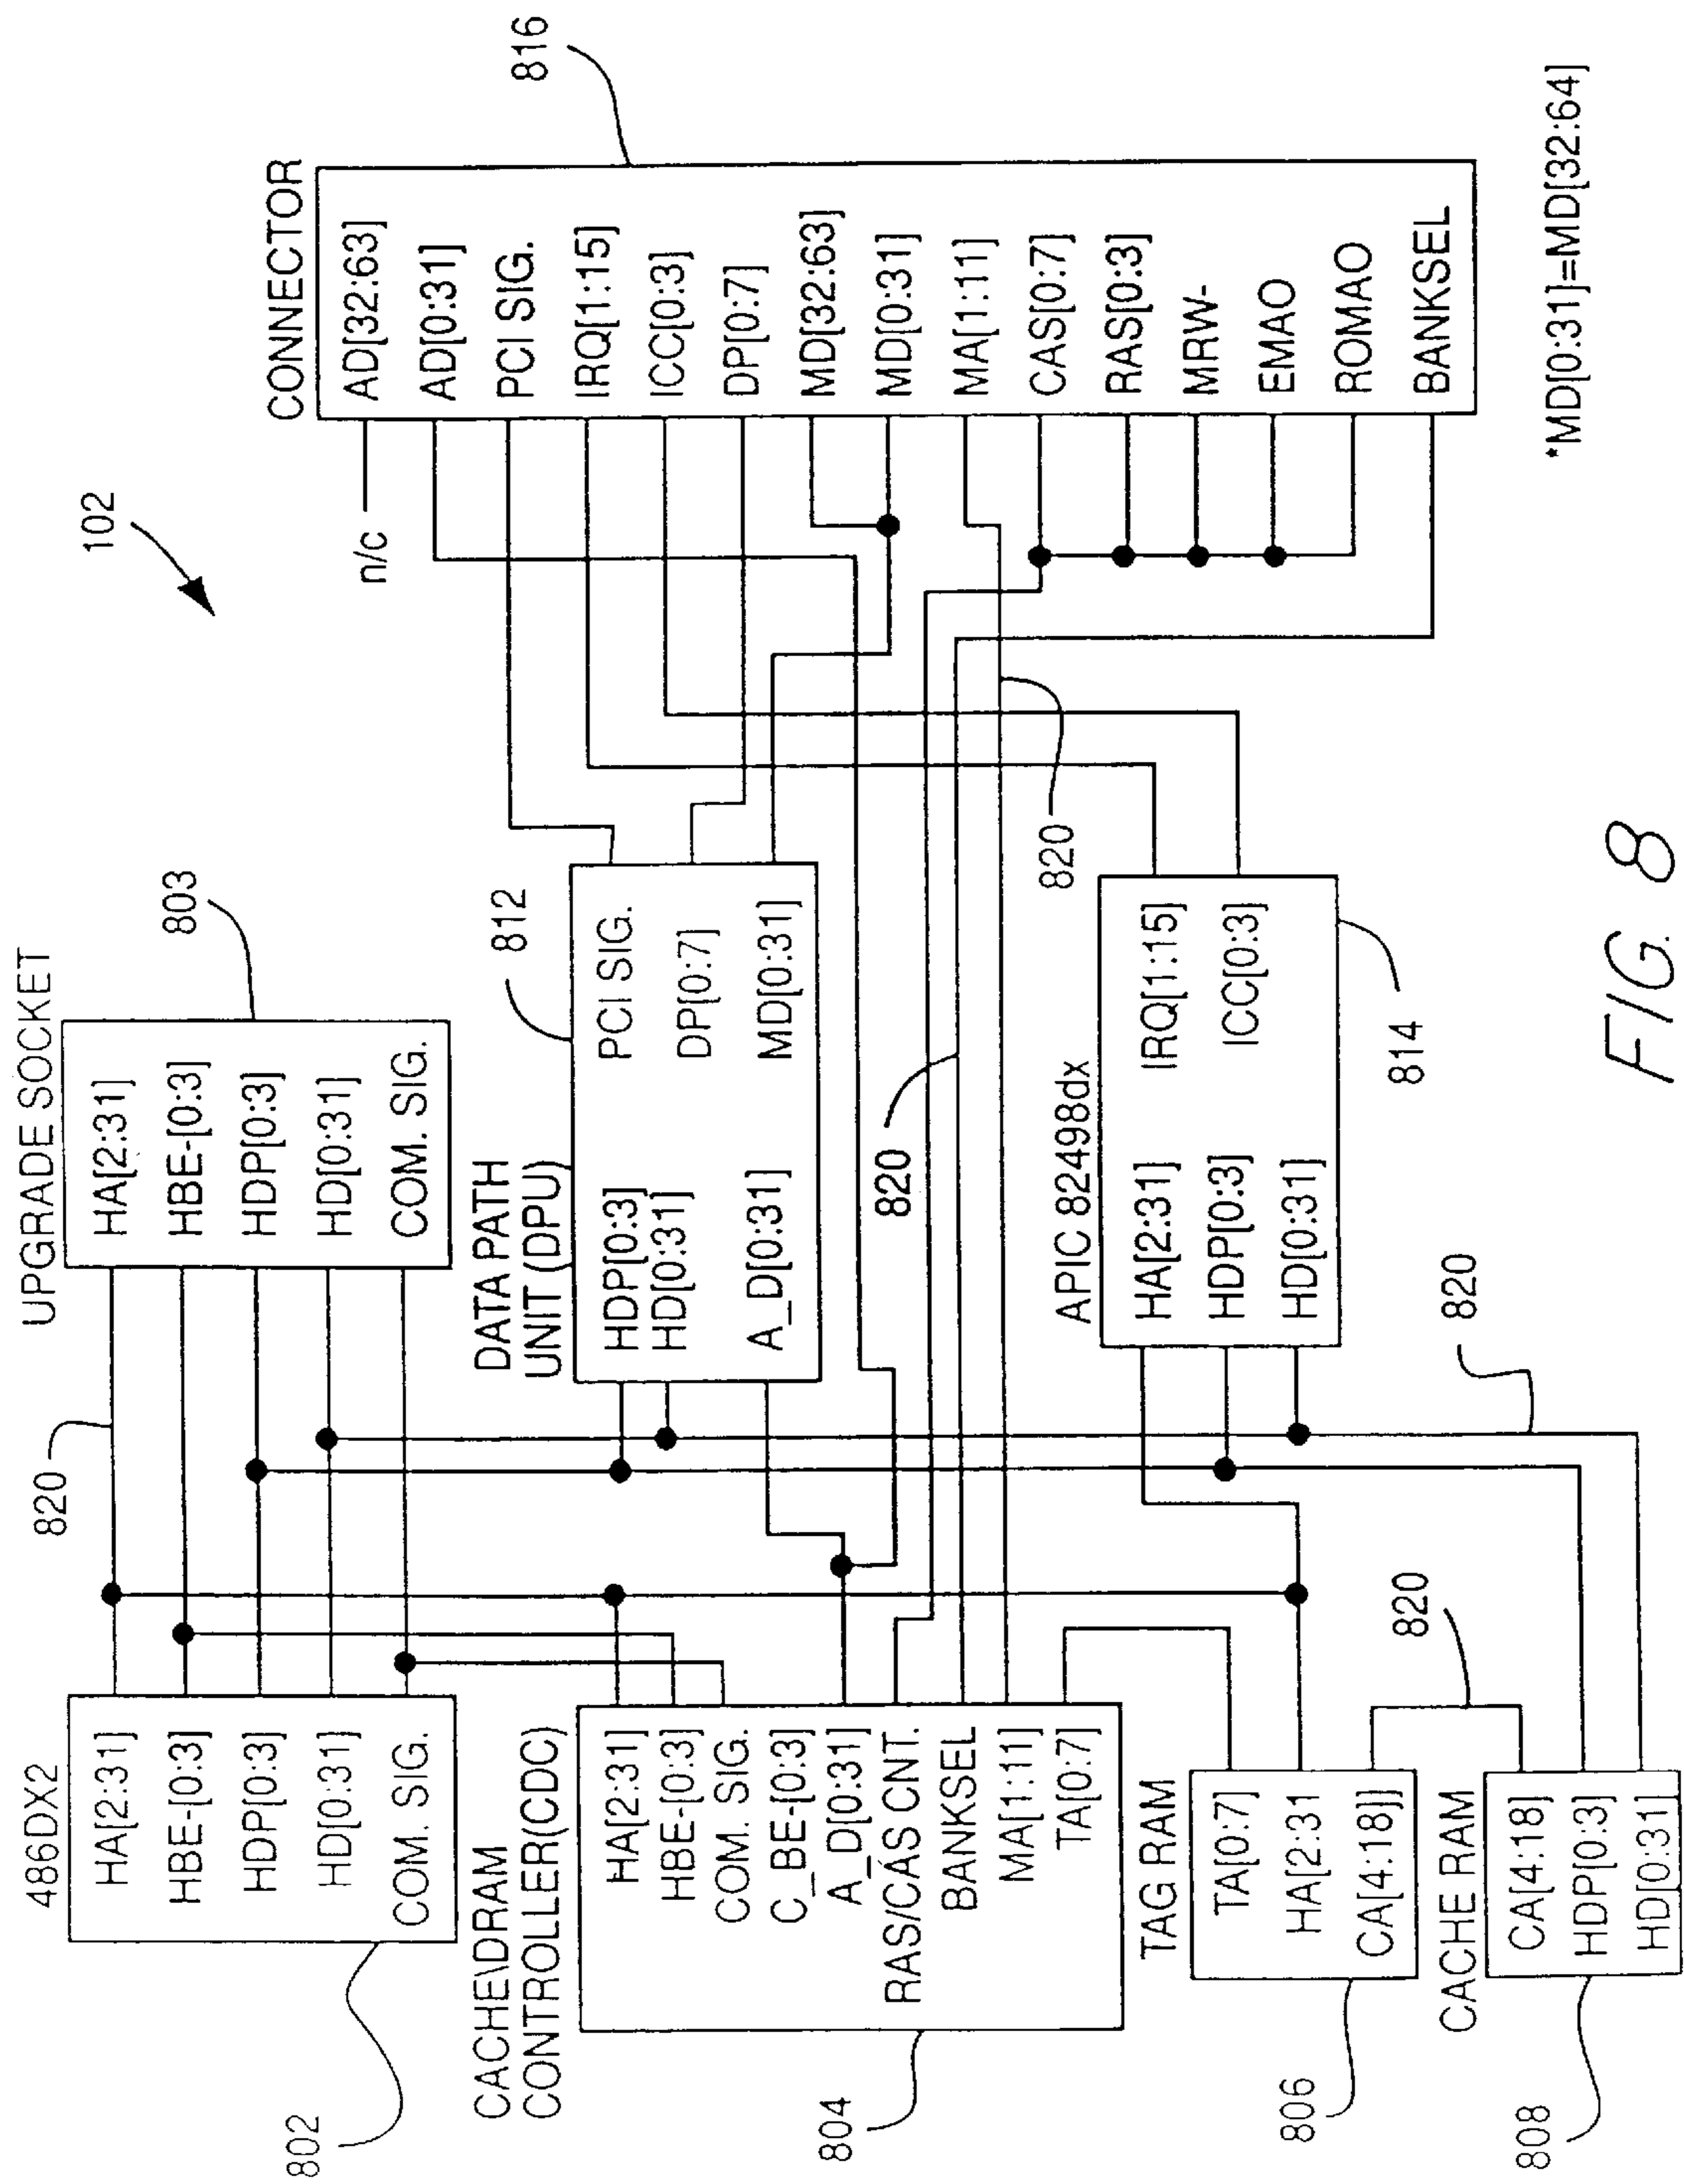 102
UPGRADE SOCKET
803
HA[2:31]
HBE-[0:3]
HDP[0:3]
HD[0:31]
COM. SIG.
820
486DX2
HA[2:31]
HBE-[0:3]
HDP[0:3]
HD[0:31]
COM. SIG.
802
CONNECTOR
816
AD[32:63]
AD[0:31]
PCI SIG.
IRQ[1:15]
ICC[0:3]
DP[0:7]
MD[32:63]
MD[0:31]
MA[1:11]
CAS[0:7]
RAS[0:3]
MRW-
EMAO
ROMAO
BANKSEL
n/c
DATA PATH
UNIT (DPU)
812
HDP[0:3]
HD[0:31]
A_D[0:31]
PCI SIG.
DP[0:7]
MD[0:31]
CACHE\DRAM
CONTROLLER(CDC)
HA[2:31]
HBE-[0:3]
COM. SIG.
C_BE-[0:3]
A_D[0:31]
RAS/CAS CNT.
BANKSEL
MA[1:11]
TA[0:7]
804
820
820
APIC 82498dx
HA[2:31]
HDP[0:3]
HD[0:31]
IRQ[1:15]
ICC[0:3]
814
TAG RAM
TA[0:7]
HA[2:31
CA[4:18]]
806
820
820
CACHE RAM
CA[4:18]
HDP[0:3]
HD[0:31]
808
*MD[0:31]=MD[32:64]
FIG. 8